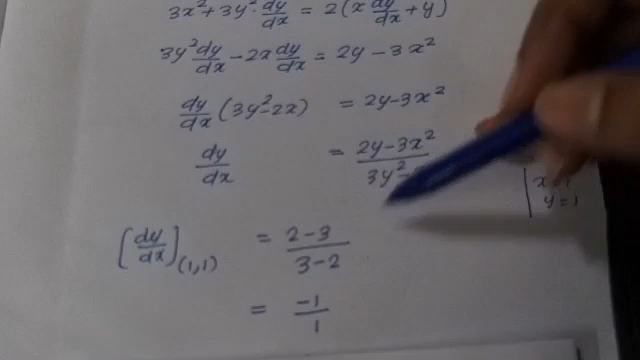 3x² + 3y² · dy/dx = 2(x dy/dx + y)
3y² dy/dx - 2x dy/dx = 2y - 3x²
dy/dx (3y² - 2x) = 2y - 3x²
dy/dx = 2y - 3x² / 3y² -
x = 1
y = 1
[dy/dx](1,1) = 2 - 3 / 3 - 2
= -1/1